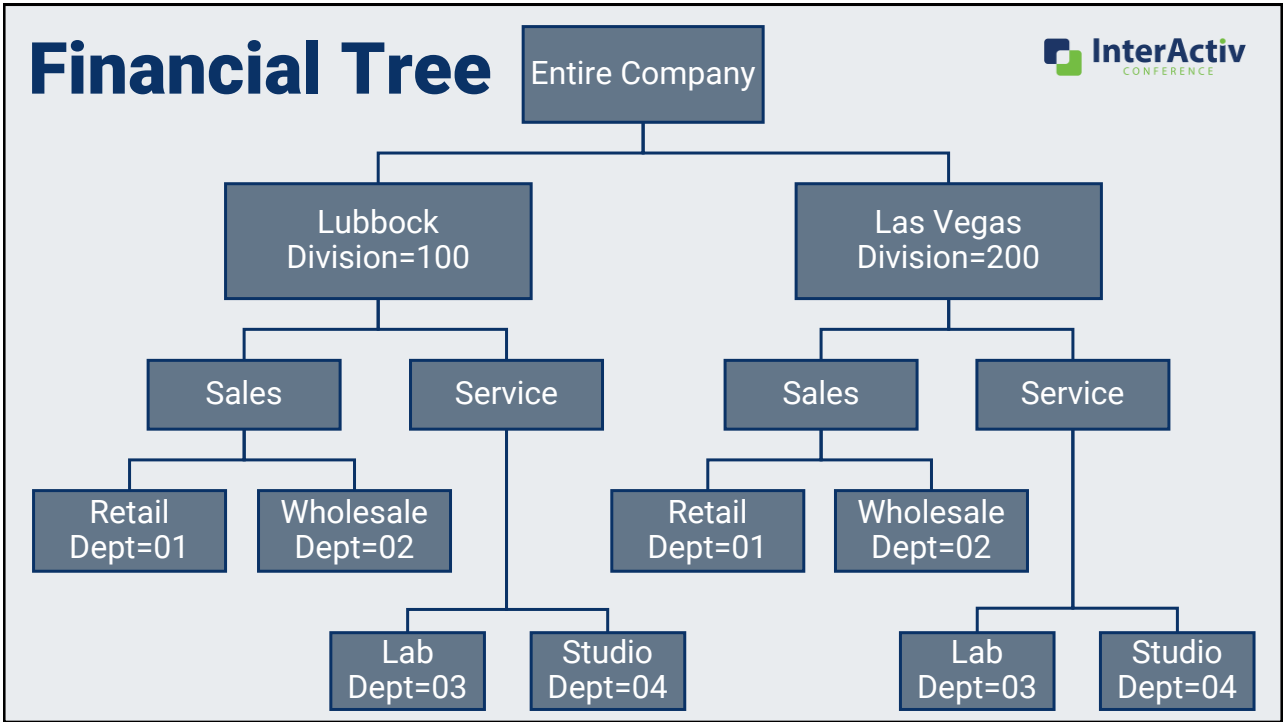 Financial Tree
Entire Company
InterActiv
CONFERENCE
Lubbock
Division=100
Las Vegas
Division=200
Sales
Service
Sales
Service
Retail
Dept=01
Wholesale
Dept=02
Retail
Dept=01
Wholesale
Dept=02
Lab
Dept=03
Studio
Dept=04
Lab
Dept=03
Studio
Dept=04